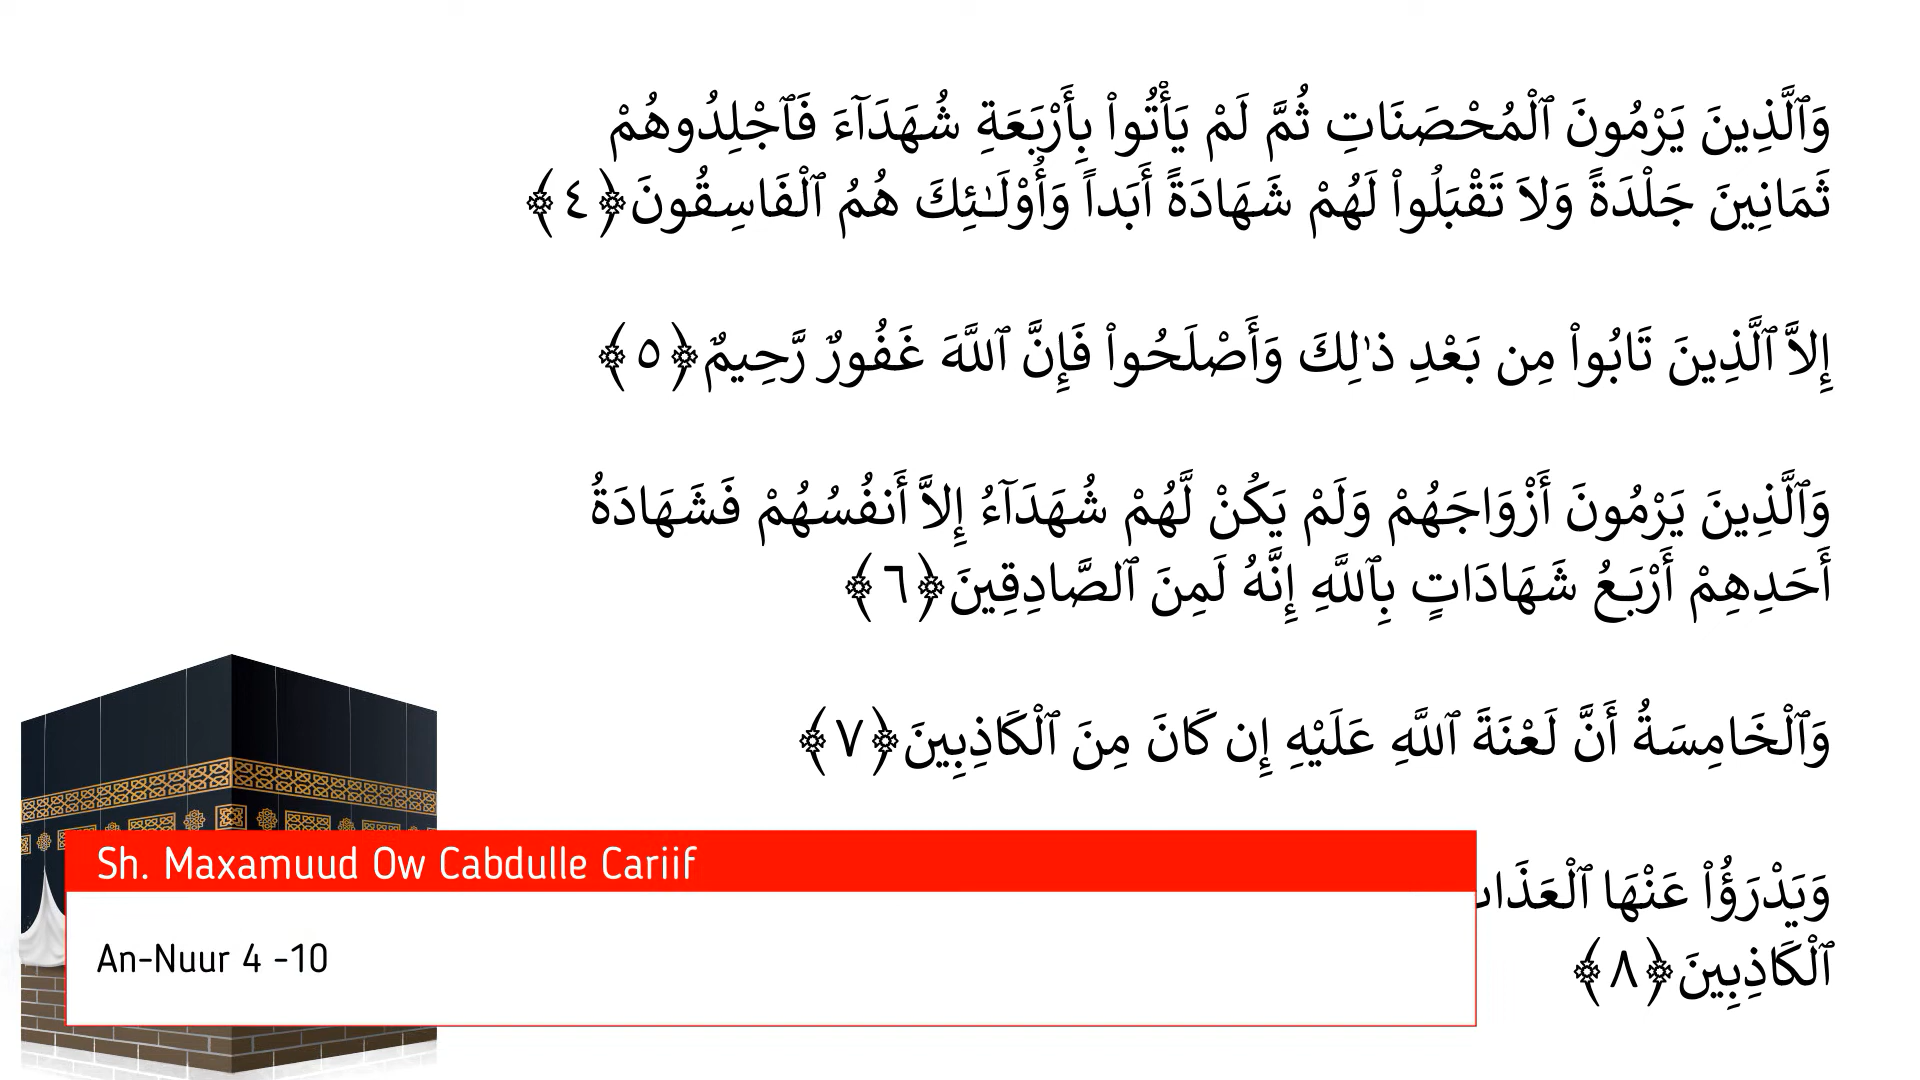 وَٱلَّذِينَ يَرْمُونَ ٱلْمُحْصَنَاتِ ثُمَّ لَمْ يَأْتُواْ بِأَرْبَعَةِ شُهَدَآءَ فَٱجْلِدُوهُمْ
ثَمَانِينَ جَلْدَةً وَلاَ تَقْبَلُواْ لَهُمْ شَهَادَةً أَبَداً وَأُوْلَـٰئِكَ هُمُ ٱلْفَاسِقُونَ﴿٤﴾
إِلاَّ ٱلَّذِينَ تَابُواْ مِن بَعْدِ ذٰلِكَ وَأَصْلَحُواْ فَإِنَّ ٱللَّهَ غَفُورٌ رَّحِيمٌ﴿٥﴾
وَٱلَّذِينَ يَرْمُونَ أَزْوَاجَهُمْ وَلَمْ يَكُنْ لَّهُمْ شُهَدَآءُ إِلاَّ أَنفُسُهُمْ فَشَهَادَةُ
أَحَدِهِمْ أَرْبَعُ شَهَادَاتٍ بِٱللَّهِ إِنَّهُ لَمِنَ ٱلصَّادِقِينَ﴿٦﴾
وَٱلْخَامِسَةُ أَنَّ لَعْنَةَ ٱللَّهِ عَلَيْهِ إِن كَانَ مِنَ ٱلْكَاذِبِينَ﴿٧﴾
وَيَدْرَؤُاْ عَنْهَا
ٱلْكَاذِبِينَ﴿٨﴾
Sh. Maxamuud Ow Cabdulle Cariif
An-Nuur 4 -10